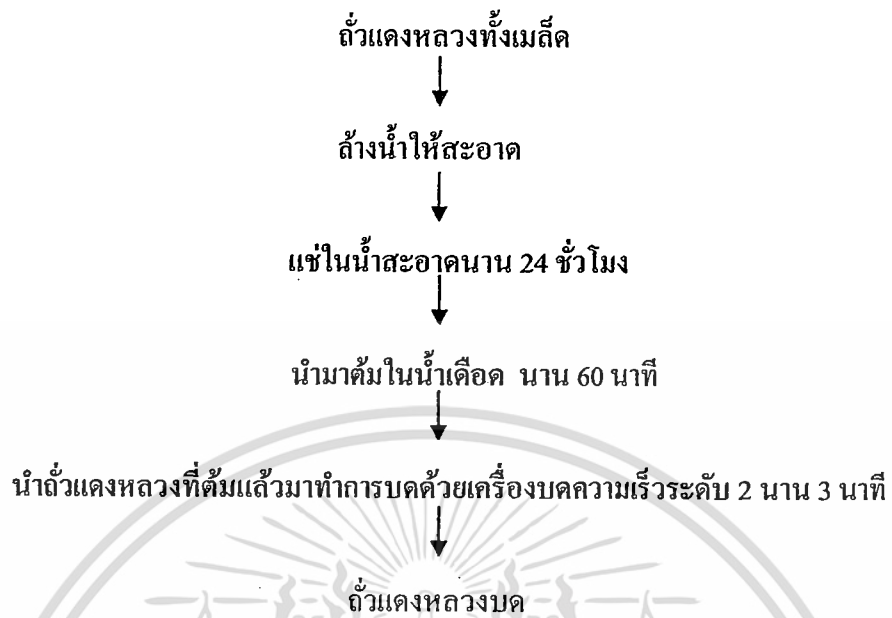 ถั่วแดงหลวงทั้งเมล็ด
ล้างน้ำให้สะอาด
แช่ในน้ำสะอาดนาน 24 ชั่วโมง
นำมาต้มในน้ำเดือด นาน 60 นาที
นำถั่วแดงหลวงที่ต้มแล้วมาทำการบดด้วยเครื่องบดความเร็วระดับ 2 นาน 3 นาที
ถั่วแดงหลวงบด